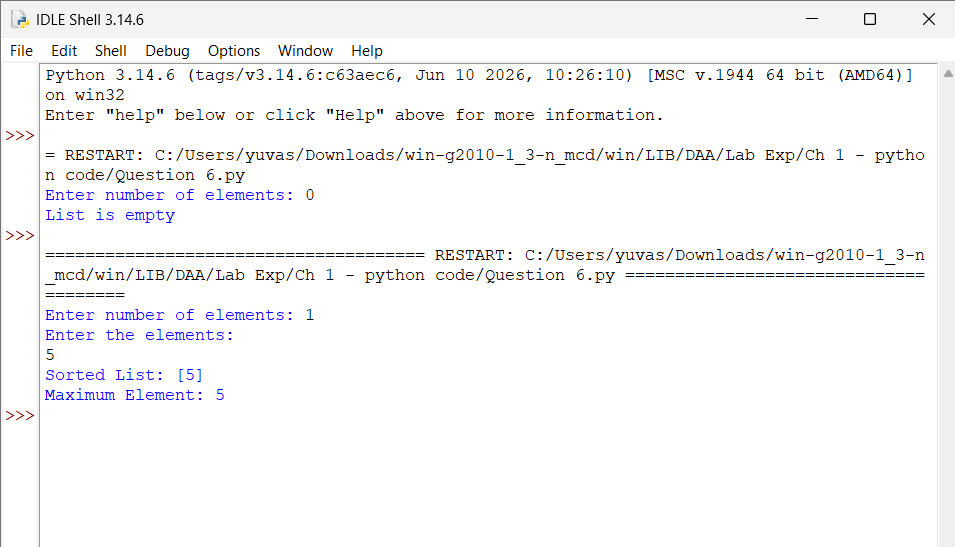 IDLE Shell 3.14.6
File Edit Shell Debug Options Window Help
Python 3.14.6 (tags/v3.14.6:c63aec6, Jun 10 2026, 10:26:10) [MSC v.1944 64 bit (AMD64)]
on win32
Enter "help" below or click "Help" above for more information.
>>>
= RESTART: C:/Users/yuvas/Downloads/win-g2010-1_3-n_mcd/win/LIB/DAA/Lab Exp/Ch 1 - pytho
n code/Question 6.py
Enter number of elements: 0
List is empty
>>>
====================================== RESTART: C:/Users/yuvas/Downloads/win-g2010-1_3-n
_mcd/win/LIB/DAA/Lab Exp/Ch 1 - python code/Question 6.py ==============================
========
Enter number of elements: 1
Enter the elements:
5
Sorted List: [5]
Maximum Element: 5
>>>